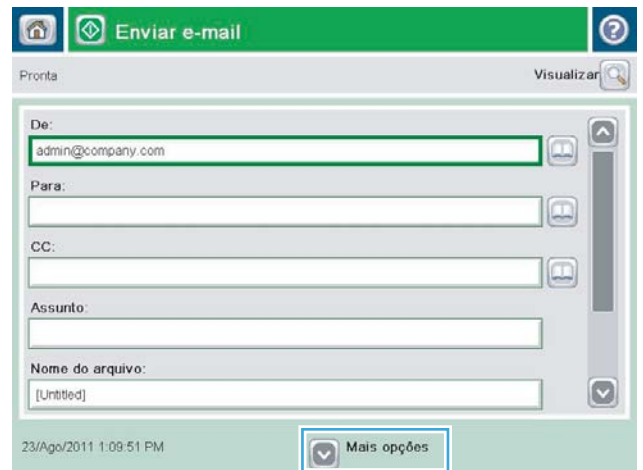 Enviar e-mail
Pronta
Visualizar
De:
admin@company.com
Para:
CC:
Assunto:
Nome do arquivo:
[Untitled]
23/Ago/2011 1:09:51 PM
Mais opções